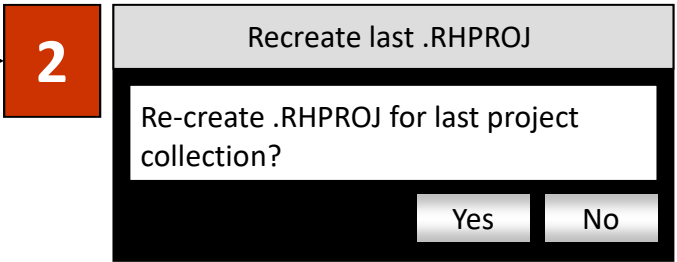 2
Recreate last .RHPROJ
Re-create .RHPROJ for last project
collection?
Yes No